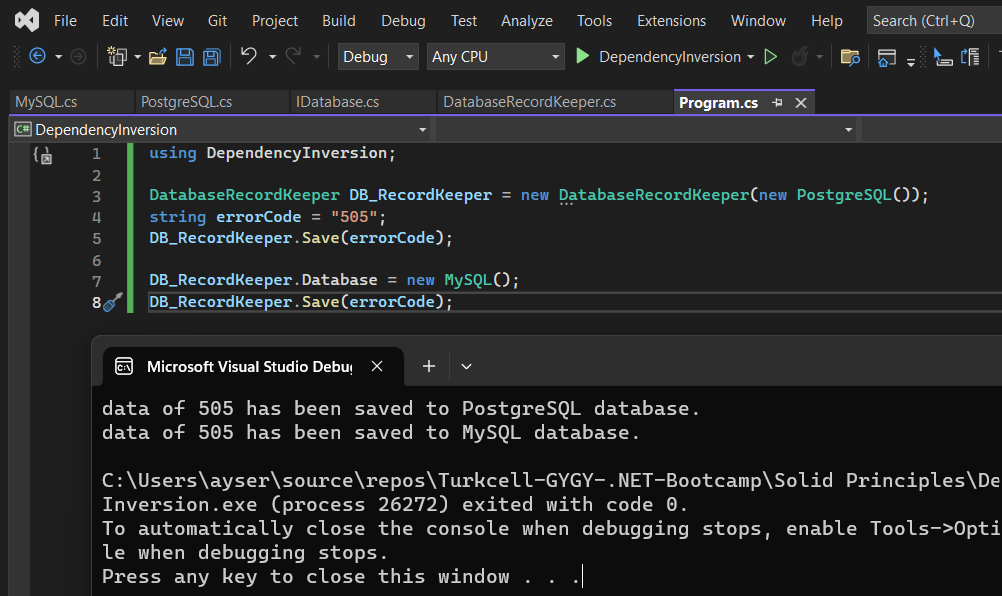 File Edit View Git Project Build Debug Test Analyze Tools Extensions Window Help Search (Ctrl+Q)
Debug Any CPU DependencyInversion
MySQL.cs PostgreSQL.cs IDatabase.cs DatabaseRecordKeeper.cs Program.cs
C# DependencyInversion
1 using DependencyInversion;
2
3 DatabaseRecordKeeper DB_RecordKeeper = new DatabaseRecordKeeper(new PostgreSQL());
4 string errorCode = "505";
5 DB_RecordKeeper.Save(errorCode);
6
7 DB_RecordKeeper.Database = new MySQL();
8 DB_RecordKeeper.Save(errorCode);
Microsoft Visual Studio Debu
data of 505 has been saved to PostgreSQL database.
data of 505 has been saved to MySQL database.
C:\Users\ayser\source\repos\Turkcell-GYGY-.NET-Bootcamp\Solid Principles\De
Inversion.exe (process 26272) exited with code 0.
To automatically close the console when debugging stops, enable Tools->Opti
le when debugging stops.
Press any key to close this window . . .